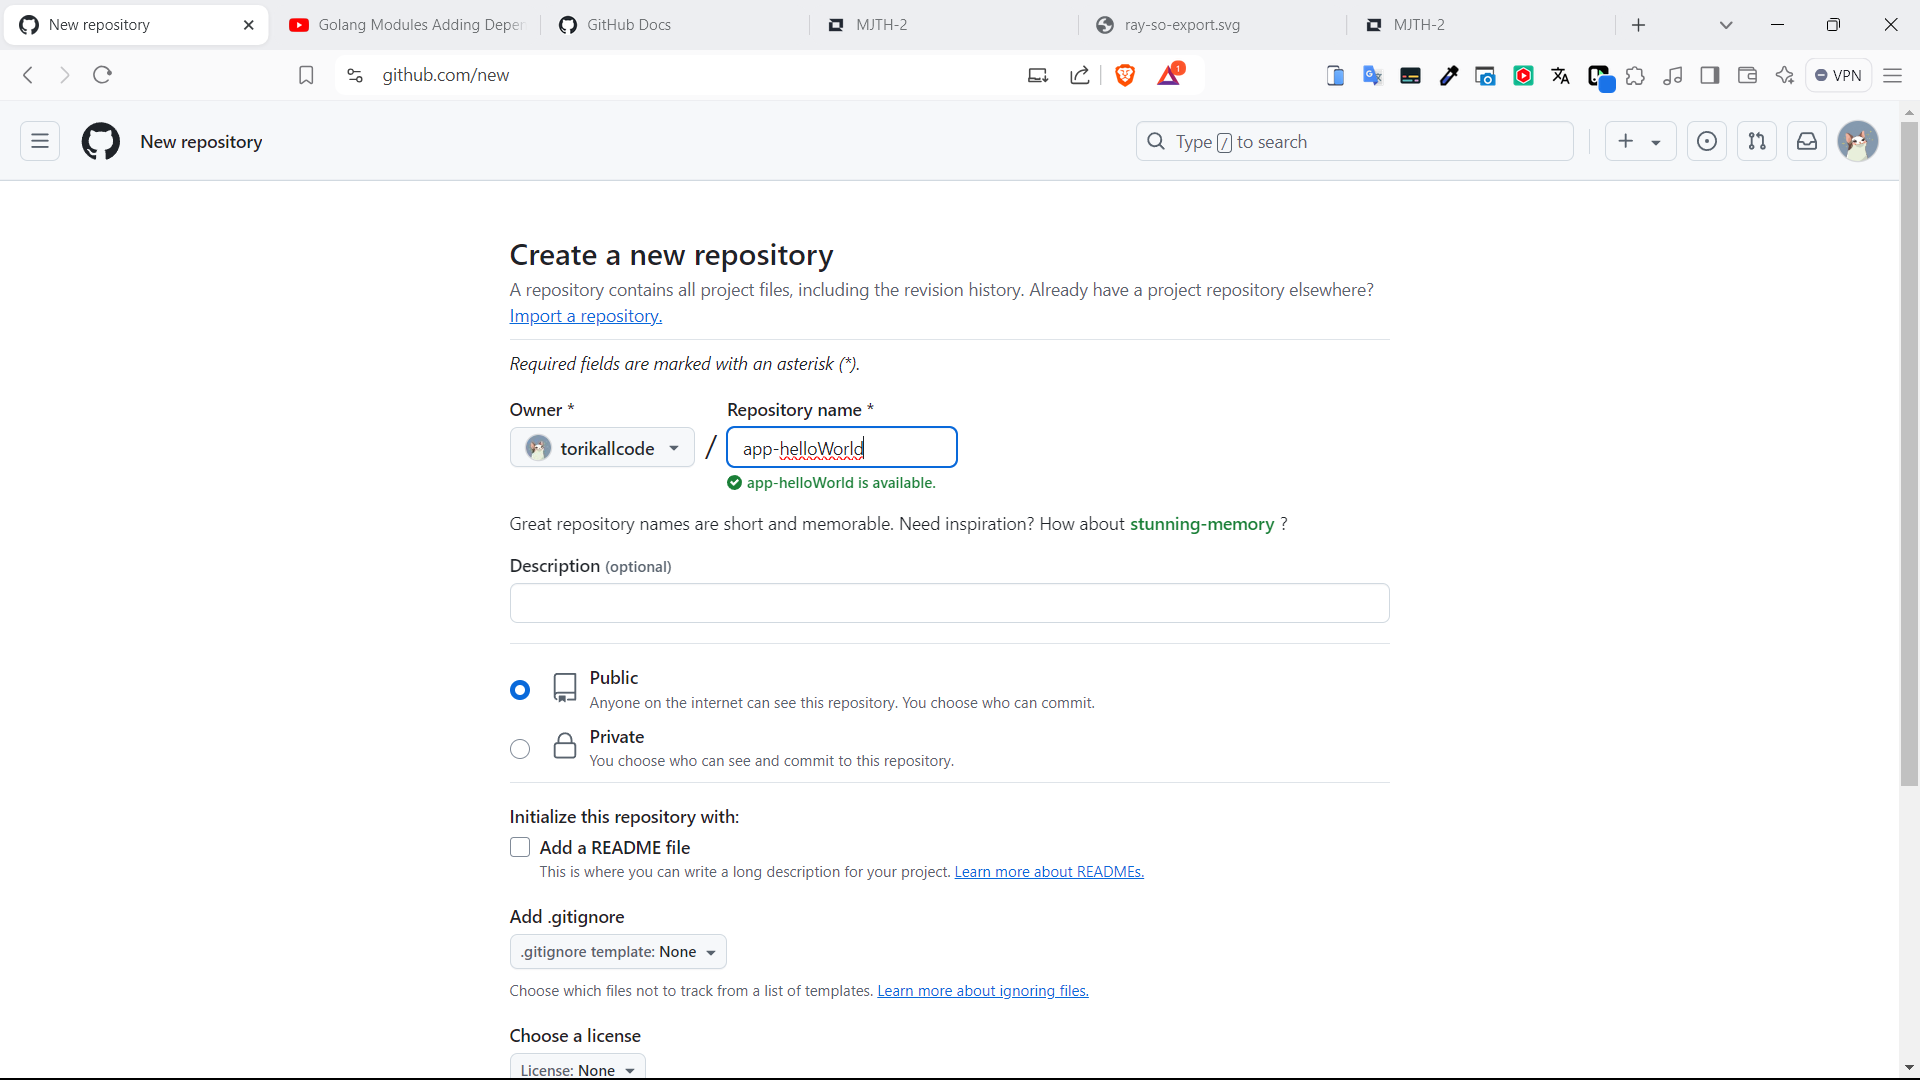 New repository
Golang Modules Adding Depen
GitHub Docs
MJTH-2
ray-so-export.svg
MJTH-2
github.com/new
1
VPN
New repository
Type / to search
Create a new repository
A repository contains all project files, including the revision history. Already have a project repository elsewhere?
Import a repository.
Required fields are marked with an asterisk (*).
Owner *
Repository name *
torikallcode
/
app-helloWorld
app-helloWorld is available.
Great repository names are short and memorable. Need inspiration? How about stunning-memory ?
Description (optional)
Public
Anyone on the internet can see this repository. You choose who can commit.
Private
You choose who can see and commit to this repository.
Initialize this repository with:
Add a README file
This is where you can write a long description for your project. Learn more about READMEs.
Add .gitignore
.gitignore template: None
Choose which files not to track from a list of templates. Learn more about ignoring files.
Choose a license
License: None